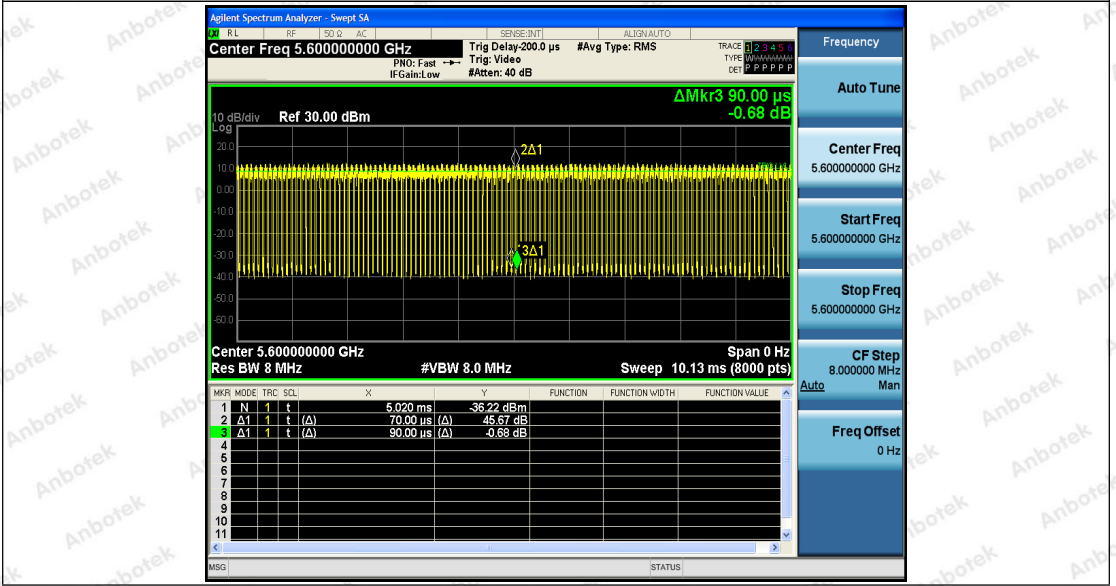 Agilent Spectrum Analyzer - Swept SA
RL RF 50 Ω AC SENSE:INT ALIGNAUTO
Center Freq 5.600000000 GHz
PNO: Fast
IFGain:Low
Trig Delay-200.0 µs
Trig: Video
#Atten: 40 dB
#Avg Type: RMS
TRACE 1 2 3 4 5 6
TYPE WWWWWW
DET P P P P P P
ΔMkr3 90.00 µs
-0.68 dB
10 dB/div
Log
Ref 30.00 dBm
20.0
10.0
0.00
-10.0
-20.0
-30.0
-40.0
-50.0
-60.0
2Δ1
3Δ1
Center 5.600000000 GHz
Span 0 Hz
Res BW 8 MHz #VBW 8.0 MHz Sweep 10.13 ms (8000 pts)
MKR MODE TRC SCL X Y FUNCTION FUNCTION WIDTH FUNCTION VALUE
1 N 1 t 5.020 ms -36.22 dBm
2 Δ1 1 t (Δ) 70.00 µs (Δ) 45.67 dB
3 Δ1 1 t (Δ) 90.00 µs (Δ) -0.68 dB
4
5
6
7
8
9
10
11
MSG STATUS
Frequency
Auto Tune
Center Freq
5.600000000 GHz
Start Freq
5.600000000 GHz
Stop Freq
5.600000000 GHz
CF Step
8.000000 MHz
Auto Man
Freq Offset
0 Hz
Anbotek